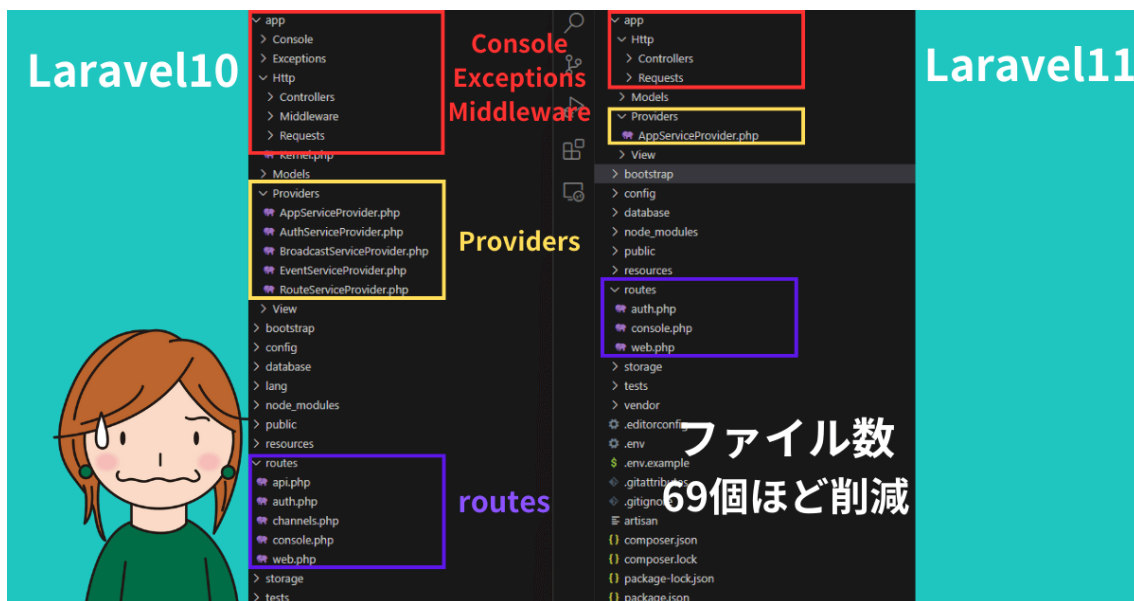 Laravel10
app
Console
Exceptions
Http
Controllers
Middleware
Requests
Kernel.php
Models
Providers
AppServiceProvider.php
AuthServiceProvider.php
BroadcastServiceProvider.php
EventServiceProvider.php
RouteServiceProvider.php
View
bootstrap
config
database
lang
node_modules
public
resources
routes
api.php
auth.php
channels.php
console.php
web.php
storage
tests
Console
Exceptions
Middleware
Providers
routes
app
Http
Controllers
Requests
Models
Providers
AppServiceProvider.php
View
bootstrap
config
database
node_modules
public
resources
routes
auth.php
console.php
web.php
storage
tests
vendor
.editorconfig
.env
.env.example
.gitattributes
.gitignore
artisan
composer.json
composer.lock
package-lock.json
package.json
Laravel11
ファイル数
69個ほど削減